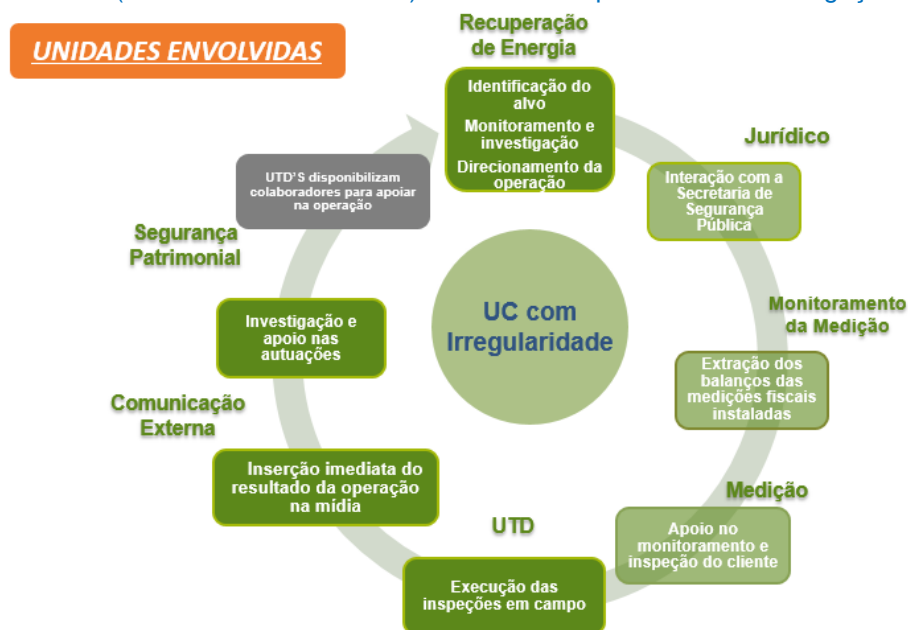 UNIDADES ENVOLVIDAS
Recuperação
de Energia
Identificação do
alvo
Monitoramento e
investigação
Direcionamento da
operação
Jurídico
Interação com a
Secretaria de
Segurança
Pública
Monitoramento
da Medição
Extração dos
balanços das
medições fiscais
instaladas
Medição
Apoio no
monitoramento e
inspeção do cliente
UTD
Execução das
inspeções em campo
Comunicação
Externa
Inserção imediata do
resultado da operação
na mídia
Segurança
Patrimonial
Investigação e
apoio nas
autuações
UTD'S disponibilizam
colaboradores para apoiar
na operação
UC com
Irregularidade